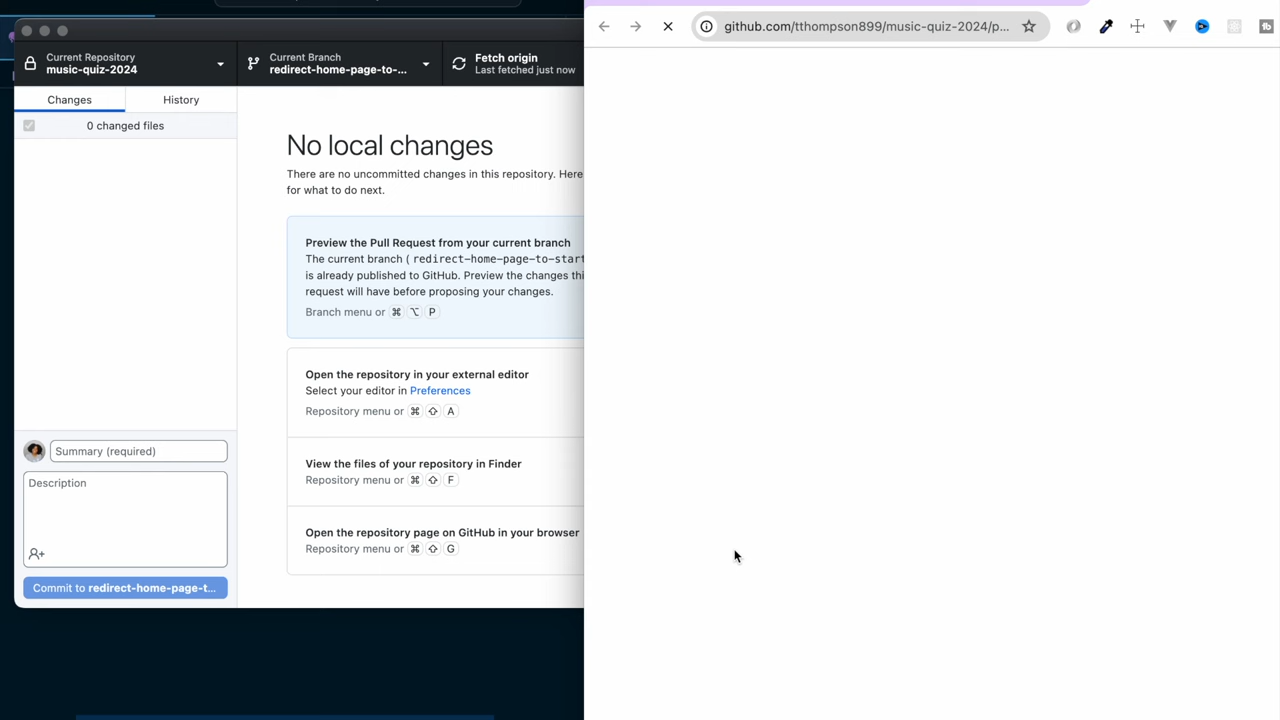 Current Repository
music-quiz-2024
Current Branch
redirect-home-page-to-...
Fetch origin
Last fetched just now
github.com/tthompson899/music-quiz-2024/p...
Changes
History
0 changed files
No local changes
There are no uncommitted changes in this repository. Here
for what to do next.
Preview the Pull Request from your current branch
The current branch ( redirect-home-page-to-start
is already published to GitHub. Preview the changes thi
request will have before proposing your changes.
Branch menu or ⌘ ⌥ P
Open the repository in your external editor
Select your editor in Preferences
Repository menu or ⌘ ⇧ A
View the files of your repository in Finder
Repository menu or ⌘ ⇧ F
Open the repository page on GitHub in your browser
Repository menu or ⌘ ⇧ G
Summary (required)
Description
Commit to redirect-home-page-t...